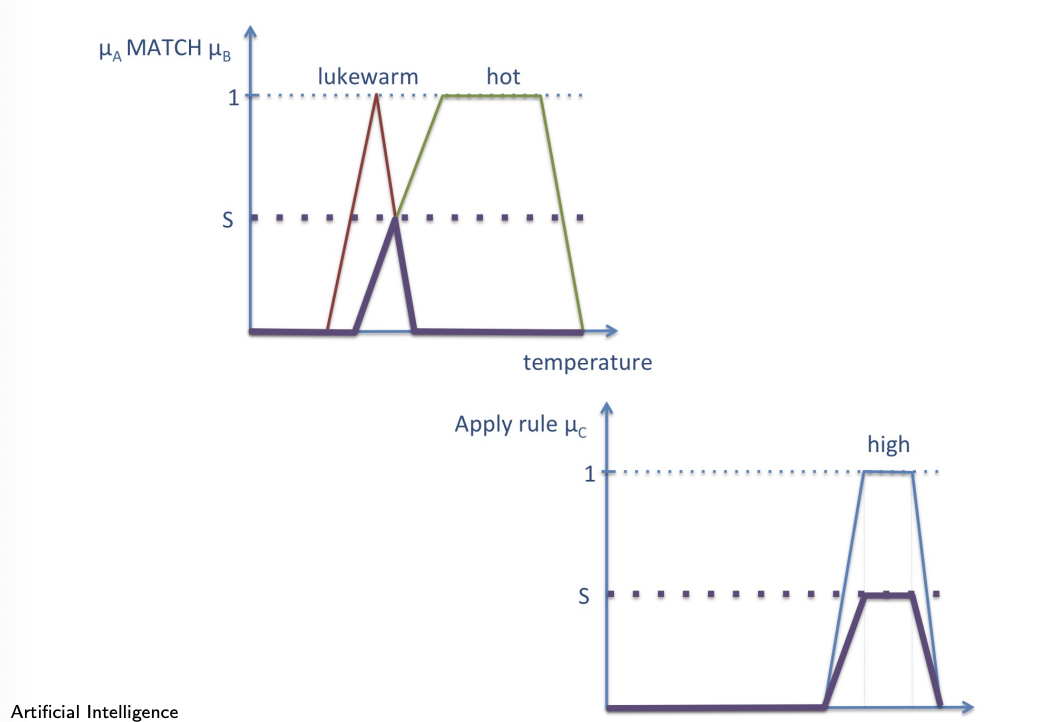 μA MATCH μB
lukewarm hot
1
S
temperature
Apply rule μC
high
1
S
Artificial Intelligence